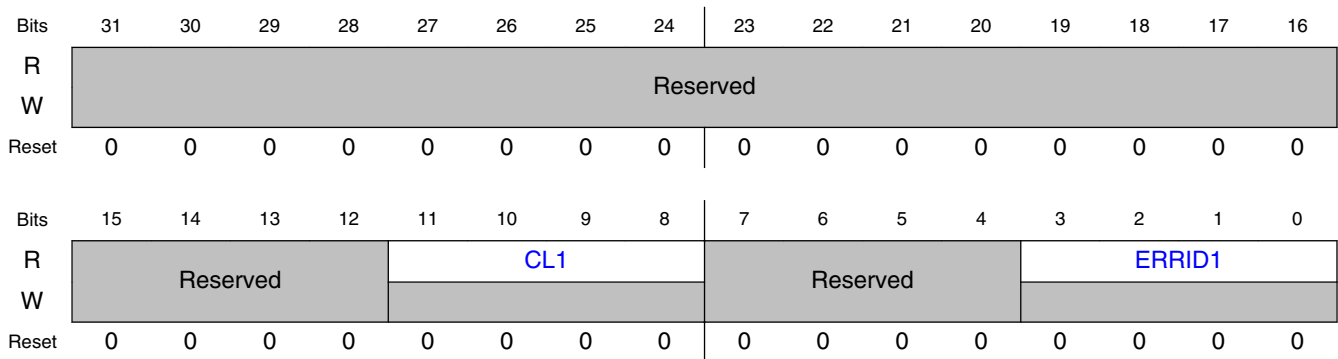 Bits 31 30 29 28 27 26 25 24 23 22 21 20 19 18 17 16
R
Reserved
W
Reset 0 0 0 0 0 0 0 0 0 0 0 0 0 0 0 0
Bits 15 14 13 12 11 10 9 8 7 6 5 4 3 2 1 0
R CL1 ERRID1
Reserved Reserved
W
Reset 0 0 0 0 0 0 0 0 0 0 0 0 0 0 0 0